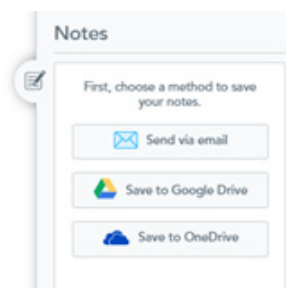 Notes
First, choose a method to save
your notes.
Send via email
Save to Google Drive
Save to OneDrive